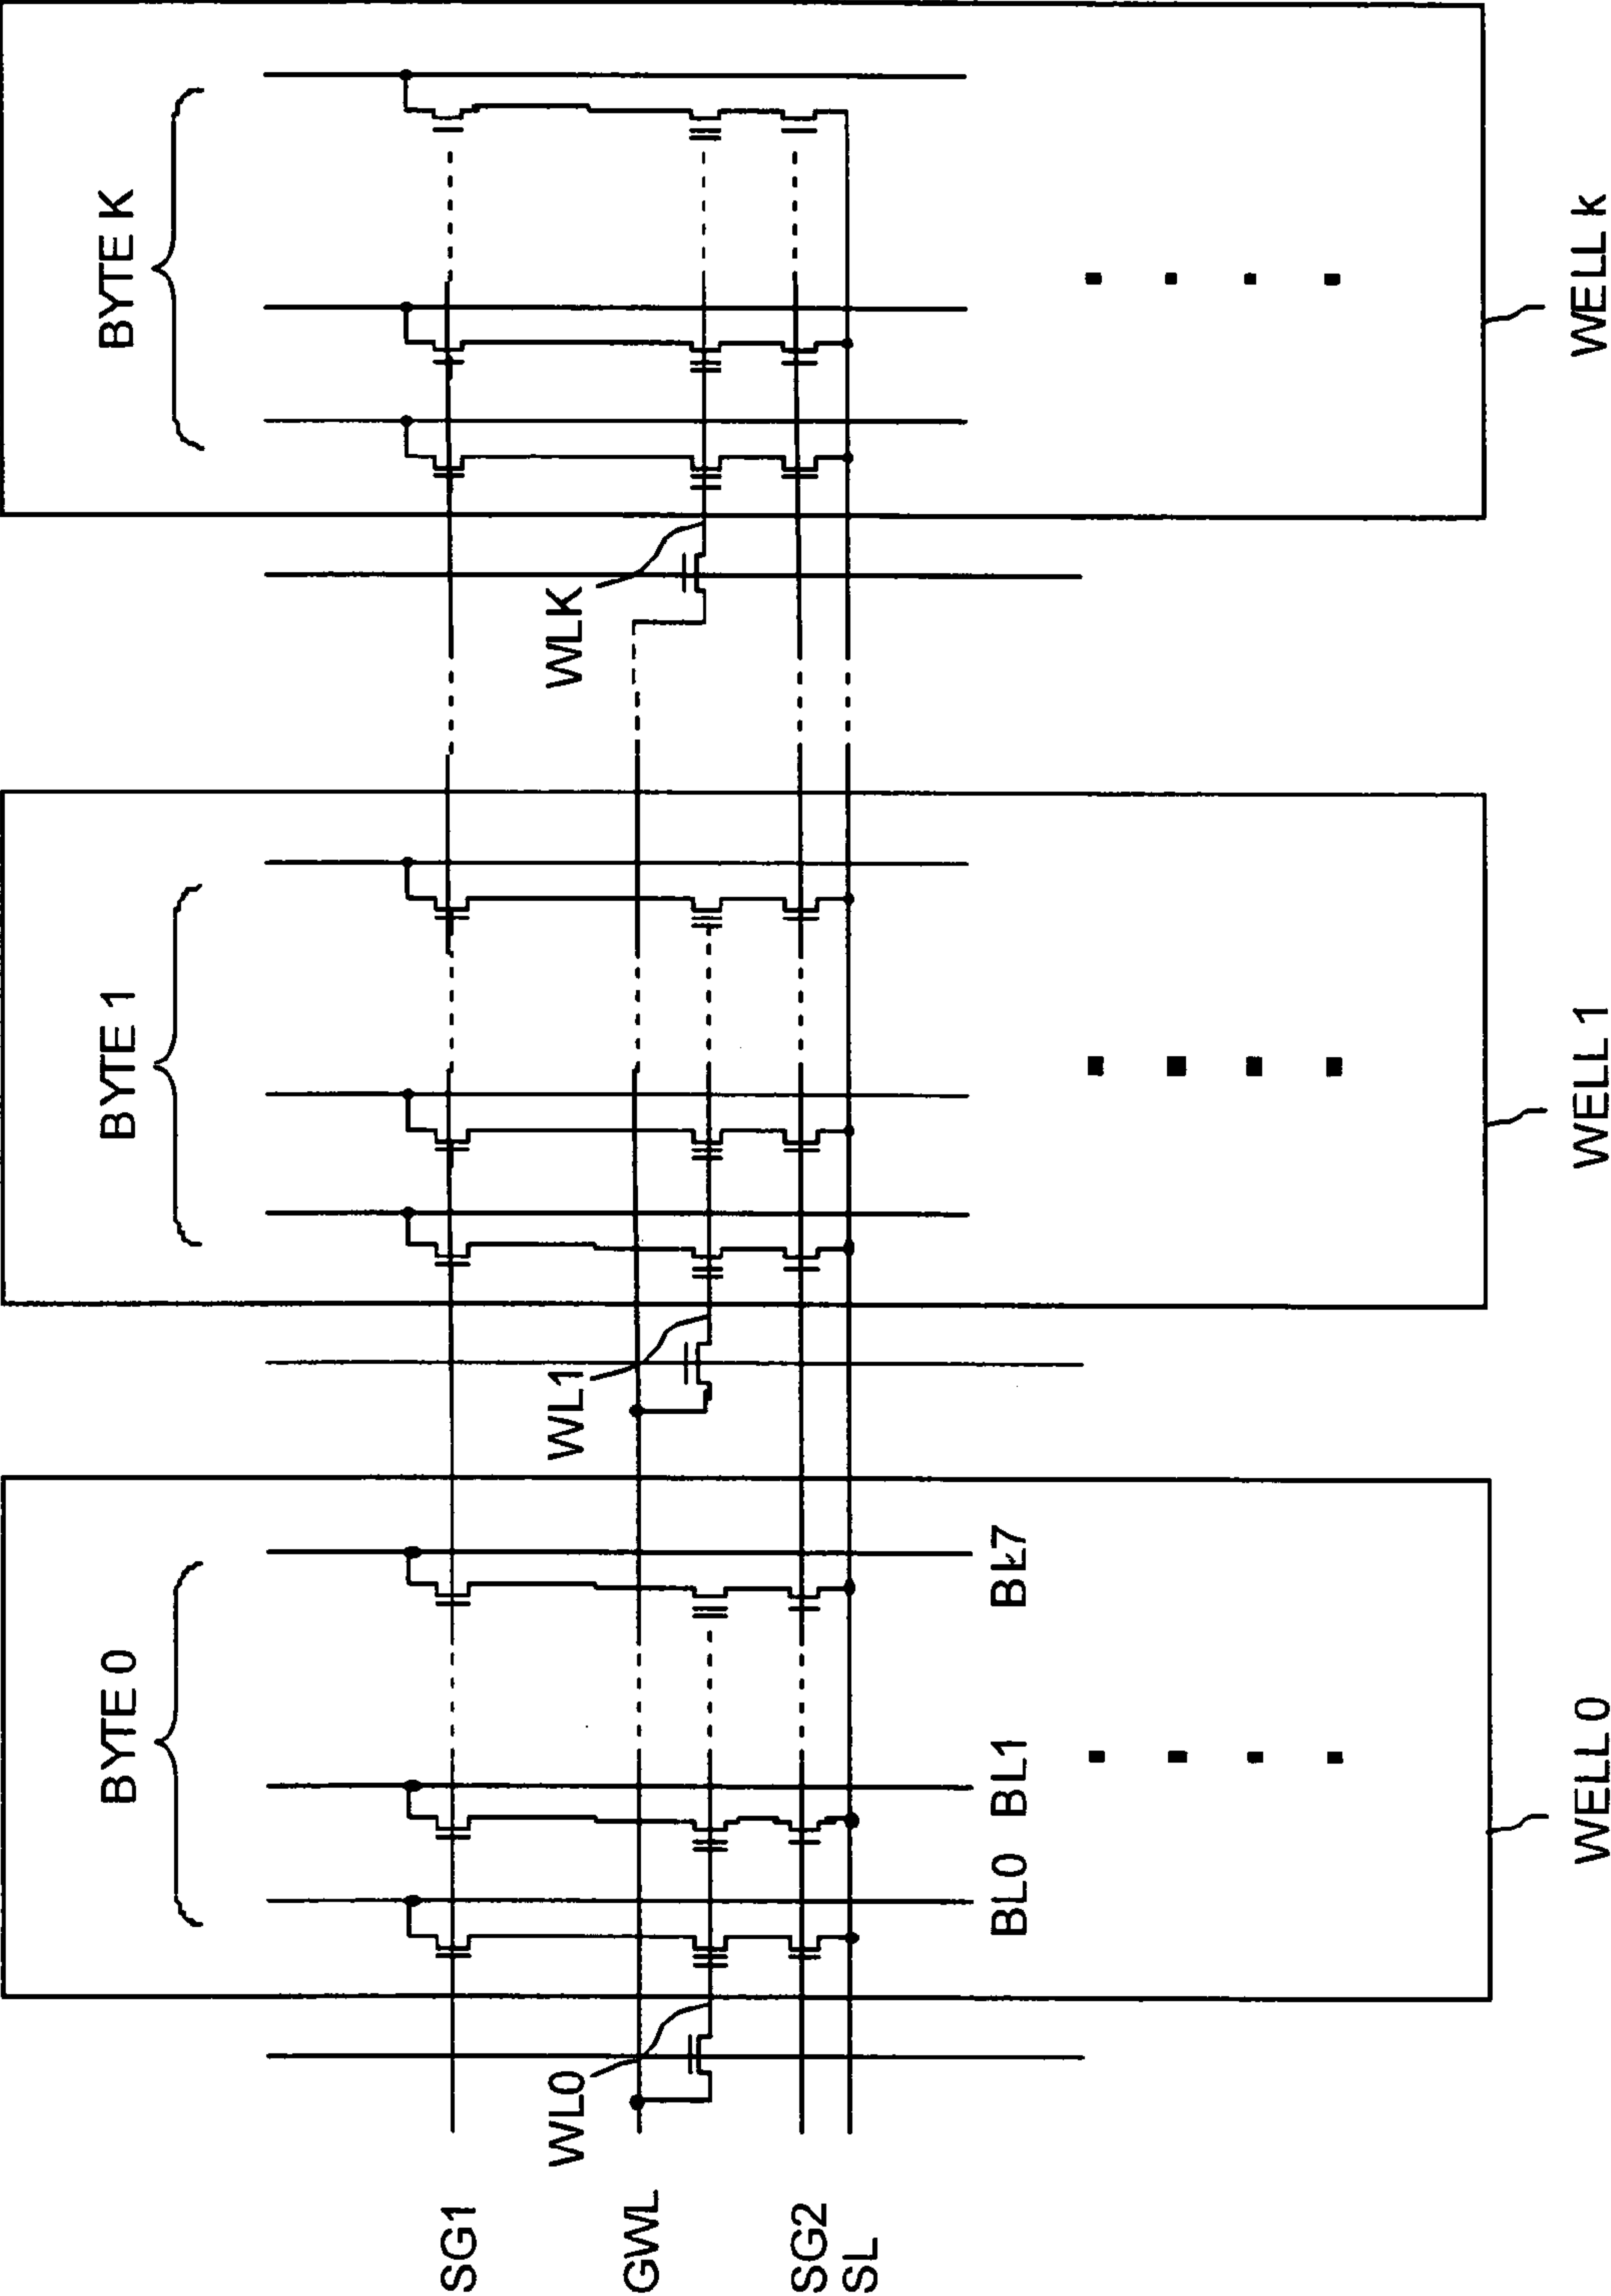 BYTE 0
BYTE 1
BYTE K
SG1
WL0
WL1
WLK
GWL
SG2
SL
BL0
BL1
BL7
WELL 0
WELL 1
WELL k